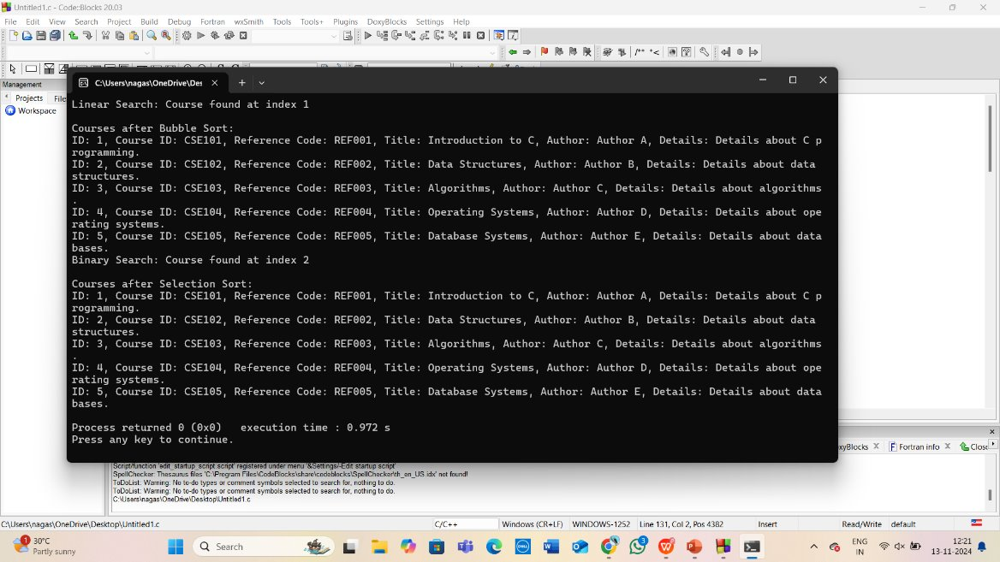 Untitled1.c - Code::Blocks 20.03
File Edit View Search Project Build Debug Fortran wxSmith Tools Tools+ Plugins DoxyBlocks Settings Help
/** *<
Management
Projects File
Workspace
C:\Users\nagas\OneDrive\Des
Linear Search: Course found at index 1
Courses after Bubble Sort:
ID: 1, Course ID: CSE101, Reference Code: REF001, Title: Introduction to C, Author: Author A, Details: Details about C p
rogramming.
ID: 2, Course ID: CSE102, Reference Code: REF002, Title: Data Structures, Author: Author B, Details: Details about data
structures.
ID: 3, Course ID: CSE103, Reference Code: REF003, Title: Algorithms, Author: Author C, Details: Details about algorithms
.
ID: 4, Course ID: CSE104, Reference Code: REF004, Title: Operating Systems, Author: Author D, Details: Details about ope
rating systems.
ID: 5, Course ID: CSE105, Reference Code: REF005, Title: Database Systems, Author: Author E, Details: Details about data
bases.
Binary Search: Course found at index 2
Courses after Selection Sort:
ID: 1, Course ID: CSE101, Reference Code: REF001, Title: Introduction to C, Author: Author A, Details: Details about C p
rogramming.
ID: 2, Course ID: CSE102, Reference Code: REF002, Title: Data Structures, Author: Author B, Details: Details about data
structures.
ID: 3, Course ID: CSE103, Reference Code: REF003, Title: Algorithms, Author: Author C, Details: Details about algorithms
.
ID: 4, Course ID: CSE104, Reference Code: REF004, Title: Operating Systems, Author: Author D, Details: Details about ope
rating systems.
ID: 5, Course ID: CSE105, Reference Code: REF005, Title: Database Systems, Author: Author E, Details: Details about data
bases.
Process returned 0 (0x0)   execution time : 0.972 s
Press any key to continue.
oxyBlocks Fortran info Close
Script/function 'edit_startup_script.script' registered under menu '&Settings/-Edit startup script'
SpellChecker: Thesaurus files 'C:\Program Files\CodeBlocks\share\codeblocks\SpellChecker\th_en_US.idx' not found!
ToDoList: Warning: No to-do types or comment symbols selected to search for, nothing to do.
ToDoList: Warning: No to-do types or comment symbols selected to search for, nothing to do.
C:\Users\nagas\OneDrive\Desktop\Untitled1.c
C:\Users\nagas\OneDrive\Desktop\Untitled1.c C/C++ Windows (CR+LF) WINDOWS-1252 Line 131, Col 2, Pos 4382 Insert Read/Write default
1
30°C
Partly sunny
Search
DELL
3
ENG
IN
12:21
13-11-2024